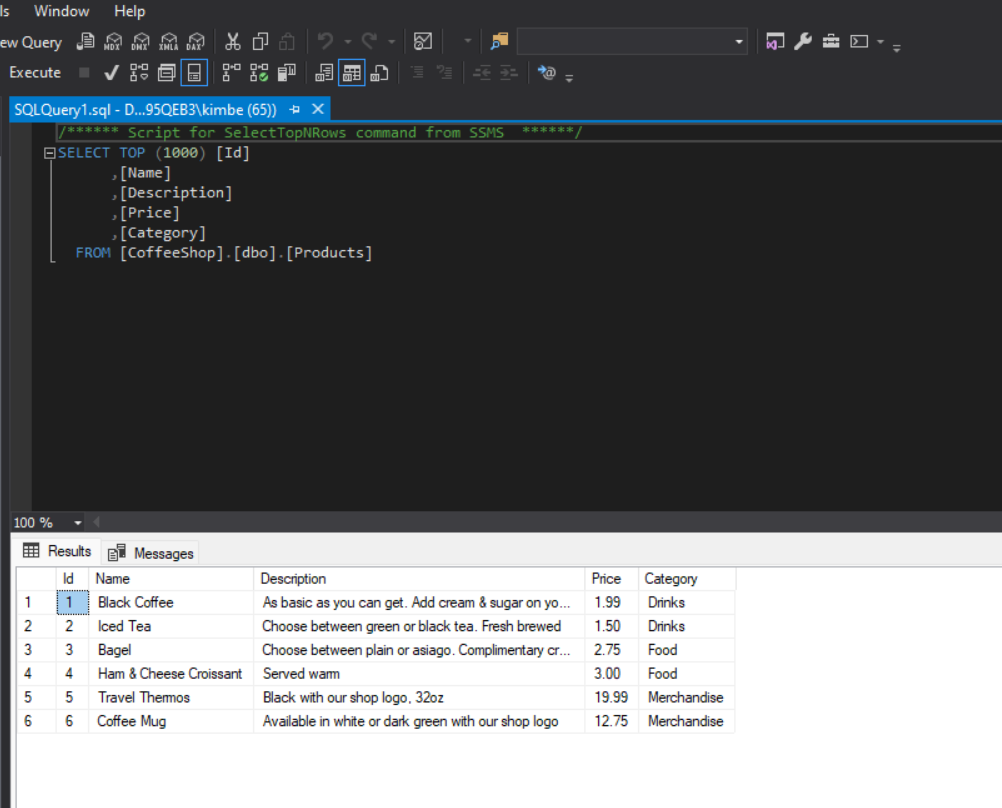 ls Window Help
ew Query MDX DMX XMLA DAX
Execute
SQLQuery1.sql - D...95QEB3\kimbe (65))
/****** Script for SelectTopNRows command from SSMS ******/
SELECT TOP (1000) [Id]
,[Name]
,[Description]
,[Price]
,[Category]
FROM [CoffeeShop].[dbo].[Products]
100 %
Results Messages
Id Name Description Price Category
1 1 Black Coffee As basic as you can get. Add cream & sugar on yo... 1.99 Drinks
2 2 Iced Tea Choose between green or black tea. Fresh brewed 1.50 Drinks
3 3 Bagel Choose between plain or asiago. Complimentary cr... 2.75 Food
4 4 Ham & Cheese Croissant Served warm 3.00 Food
5 5 Travel Thermos Black with our shop logo, 32oz 19.99 Merchandise
6 6 Coffee Mug Available in white or dark green with our shop logo 12.75 Merchandise